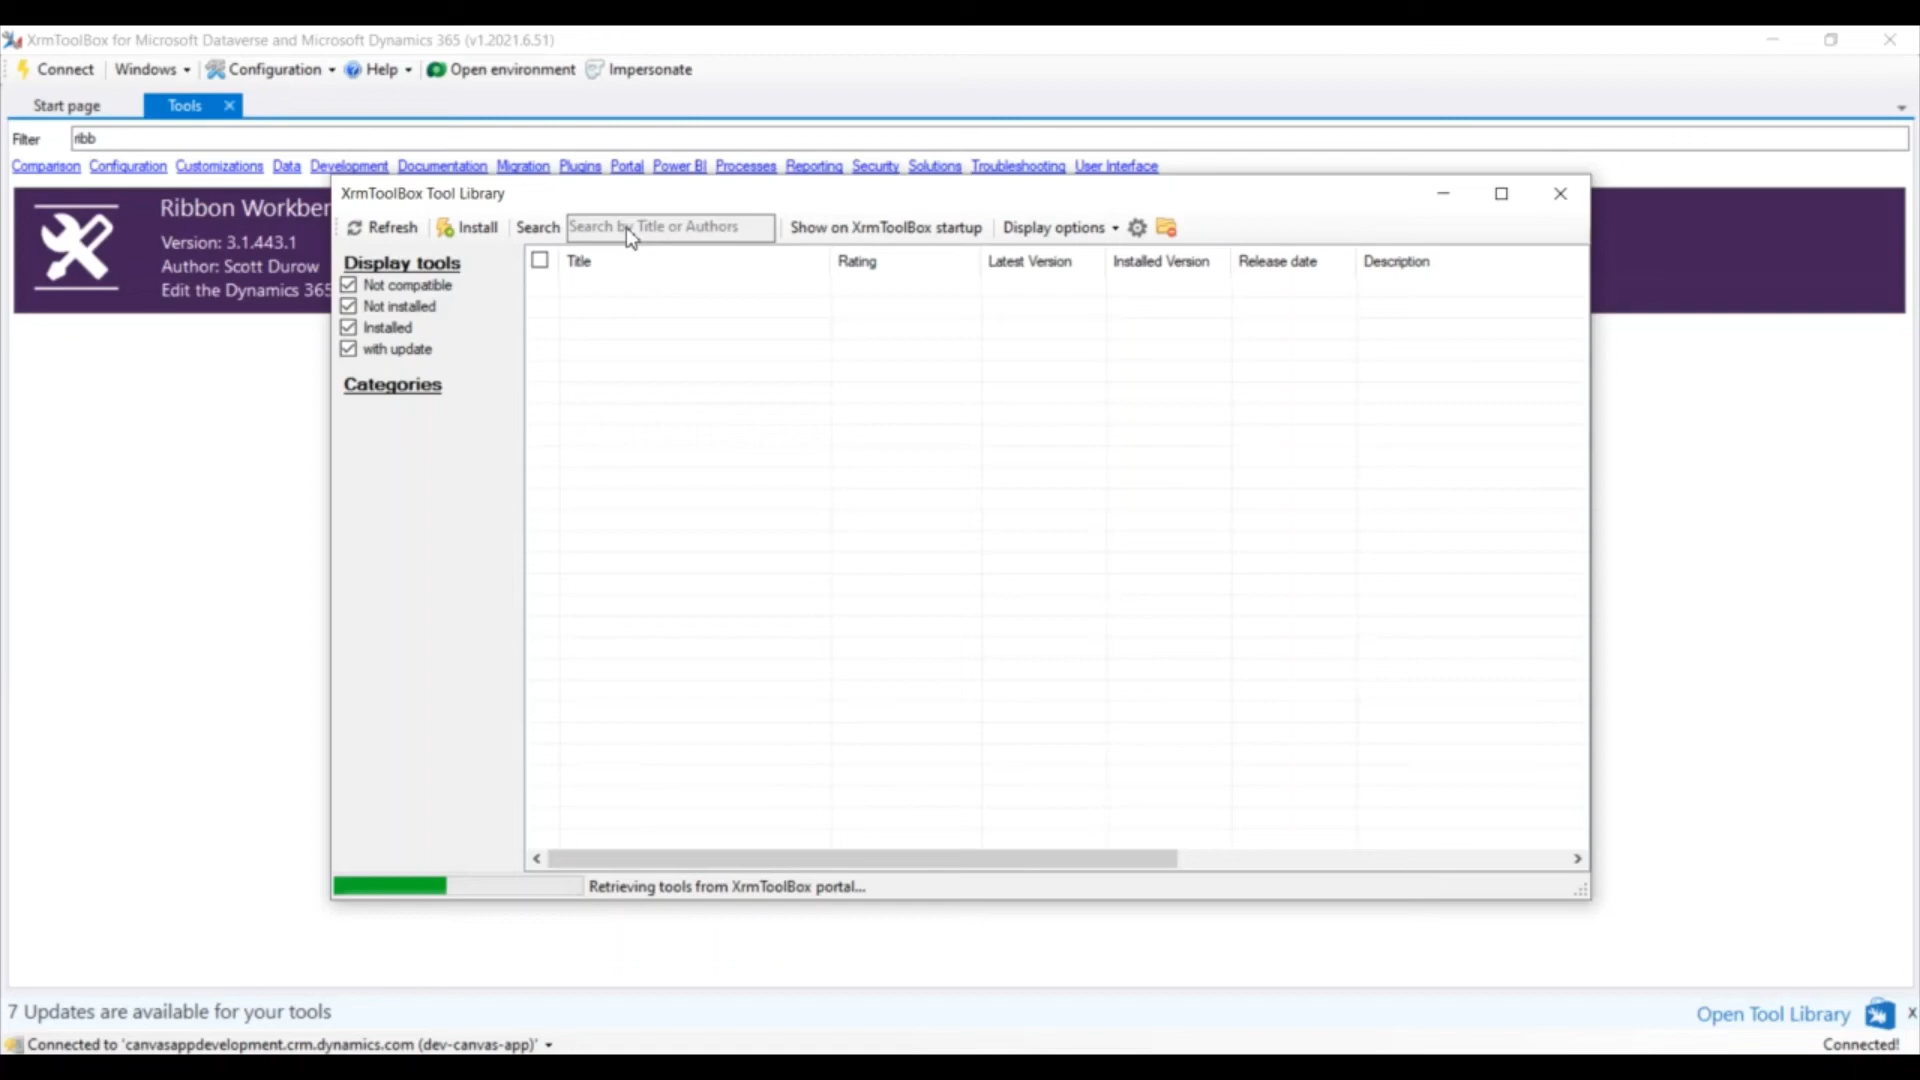 XrmToolBox for Microsoft Dataverse and Microsoft Dynamics 365 (v1.2021.6.51)
Connect Windows Configuration Help Open environment Impersonate
Start page Tools
Filter ribb
Comparison Configuration Customizations Data Development Documentation Migration Plugins Portal Power BI Processes Reporting Security Solutions Troubleshooting User Interface
Ribbon Workben
Version: 3.1.443.1
Author: Scott Durow
Edit the Dynamics 365
XrmToolBox Tool Library
Refresh Install Search Search by Title or Authors Show on XrmToolBox startup Display options
Display tools
Not compatible
Not installed
Installed
with update
Categories
Title Rating Latest Version Installed Version Release date Description
Retrieving tools from XrmToolBox portal...
7 Updates are available for your tools
Open Tool Library X
Connected to 'canvasappdevelopment.crm.dynamics.com (dev-canvas-app)'
Connected!